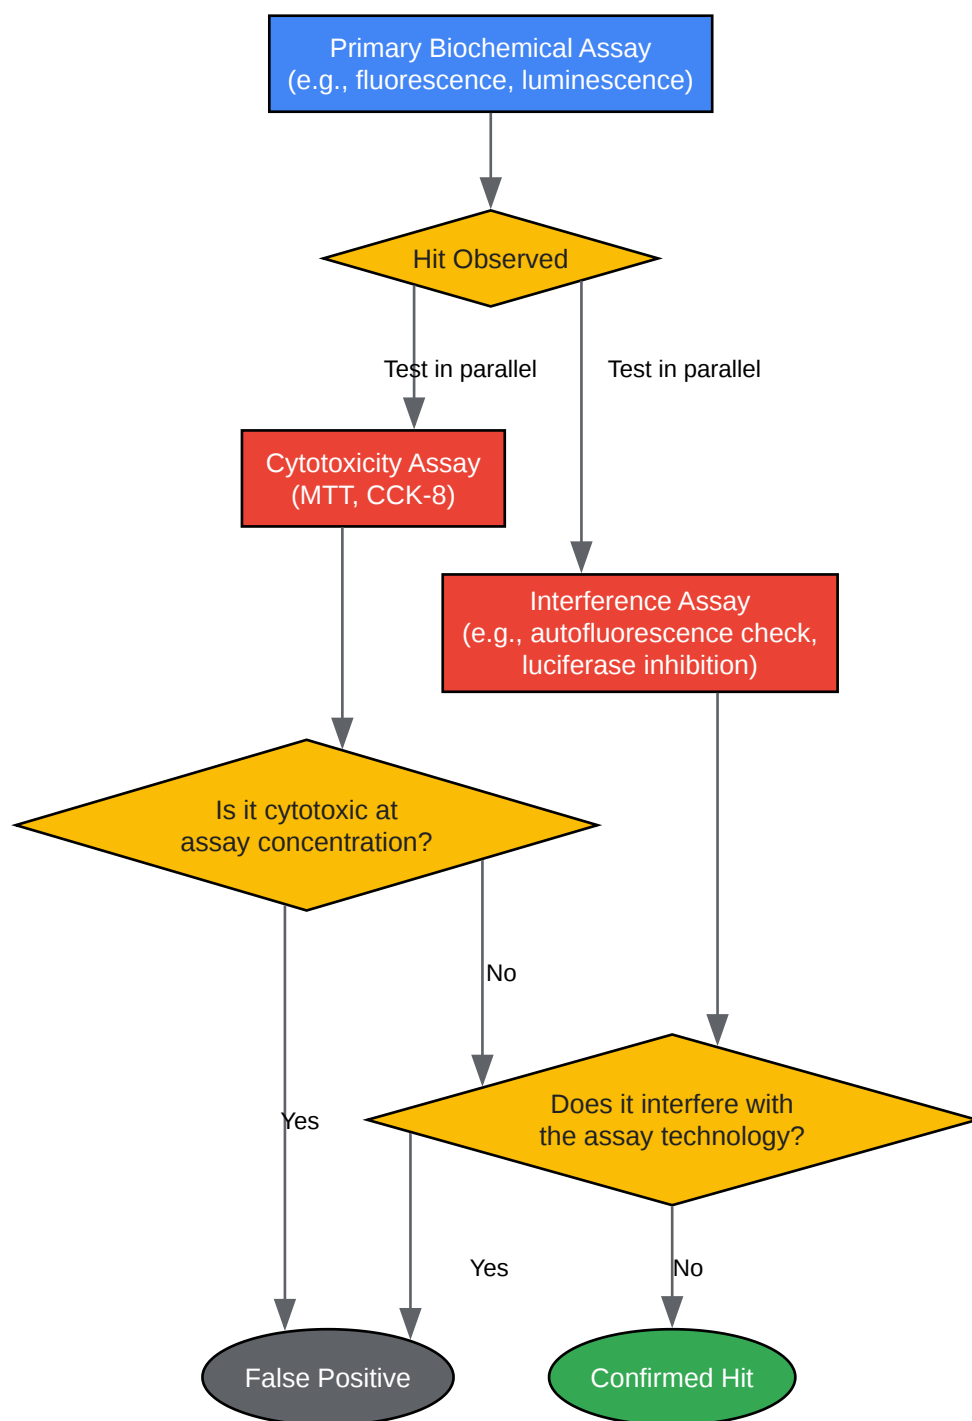 Primary Biochemical Assay
(e.g., fluorescence, luminescence)
Hit Observed
Test in parallel
Test in parallel
Cytotoxicity Assay
(MTT, CCK-8)
Interference Assay
(e.g., autofluorescence check,
luciferase inhibition)
Is it cytotoxic at
assay concentration?
No
Does it interfere with
the assay technology?
Yes
Yes
No
False Positive
Confirmed Hit